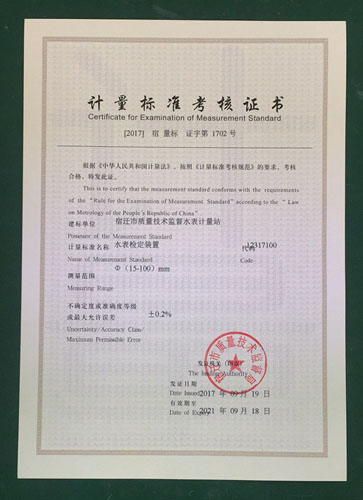 计量标准考核证书
Certificate for Examination of Measurement Standard
[2017] 宿 量标 证字第 1702 号
根据《中华人民共和国计量法》，按照《计量标准考核规范》的要求，考核
合格，特发此证。
This is to certify that the measurement standard conforms with the requirements
of the “Rule for the Examination of Measurement Standard”according to the “ Law
on Metrology of the People's Republic of China”.
建标单位 宿迁市质量技术监督水表计量站
Possessor of the Measurement Standard
计量标准名称 水表检定装置 代码 12317100
Name of Measurement Standard Code
Φ (15-100) mm
测量范围
Measuring Range
不确定度或准确度等级
或最大允许误差 ±0.2%
Uncertainty/Accuracy Class/
Maximum Permissible Error
宿迁市质量技术监督局
发证机关
The Issuing Authority
发证日期
Date Issued 2017 年 09 月 19 日
有效期至
Date of Expiry 2021 年 09 月 18 日